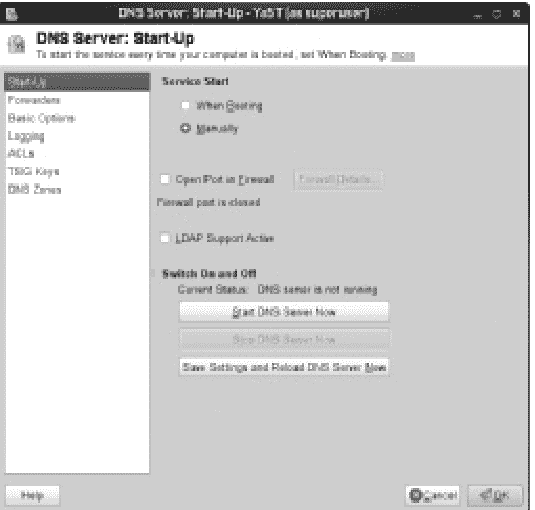 DNS Server: Start-Up - YaST [as superuser]
DNS Server: Start-Up
To start the service every time your computer is booted, set When Booting. more
Start-Up
Forwarders
Basic Options
Logging
ACLs
TSIG Keys
DNS Zones
Service Start
When Booting
Manually
Open Port in Firewall
Firewall Details...
Firewall port is closed
LDAP Support Active
Switch On and Off
Current Status: DNS server is not running
Start DNS Server Now
Stop DNS Server Now
Save Settings and Reload DNS Server Now
Help
Cancel
OK